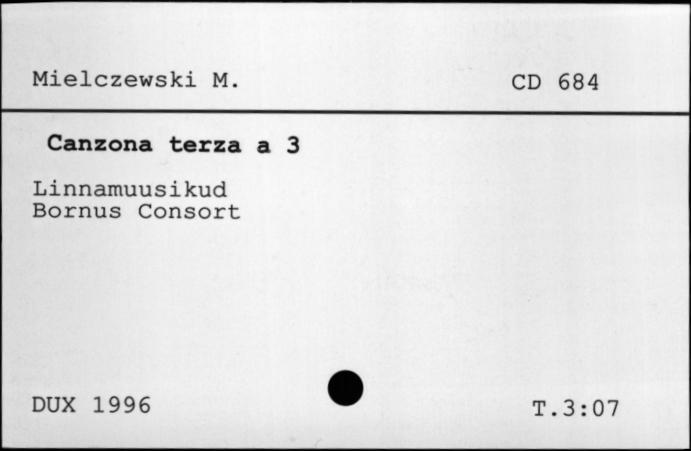 Mielczewski M. CD 684
Canzona terza a 3
Linnamuusikud
Bornus Consort
DUX 1996 T.3:07